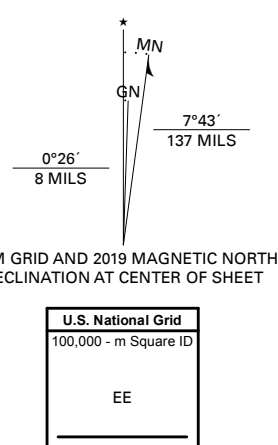 ★
MN
GN
7°43´
137 MILS
0°26´
8 MILS
M GRID AND 2019 MAGNETIC NORTH
ECLINATION AT CENTER OF SHEET
U.S. National Grid
100,000 - m Square ID
EE